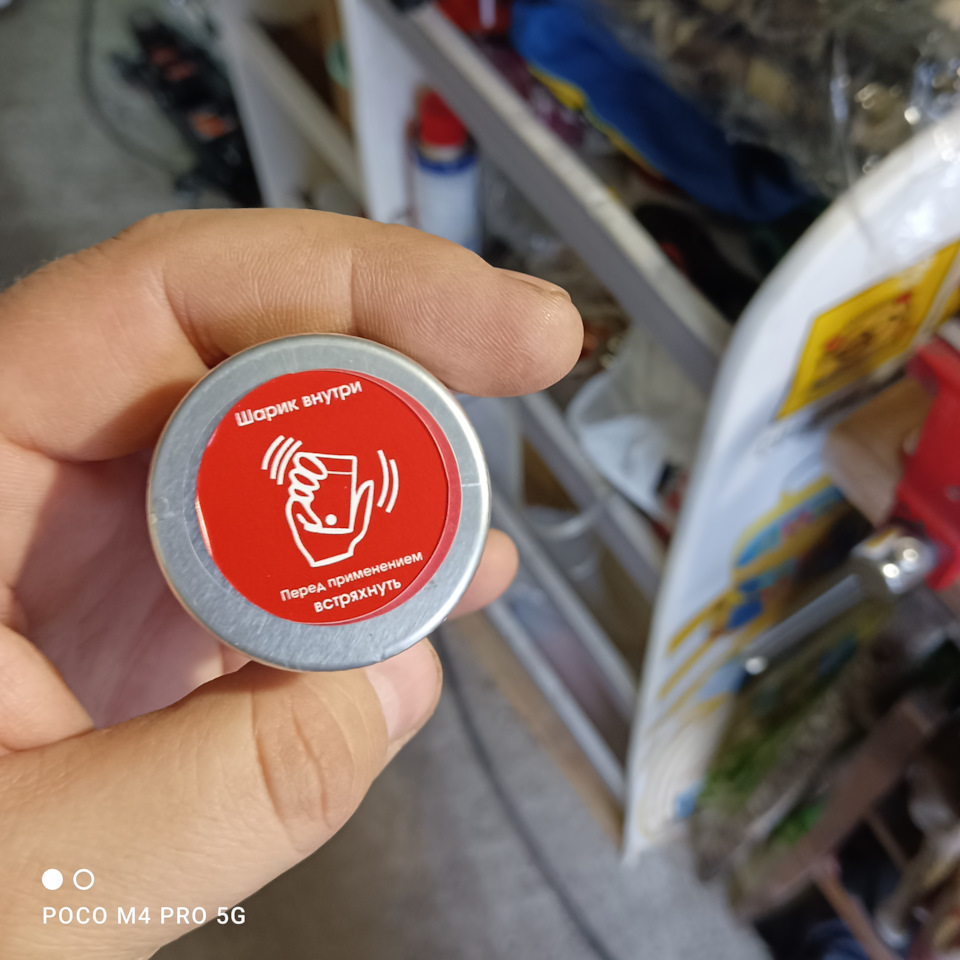 Шарик внутри
Перед применением
встряхнуть
POCO M4 PRO 5G